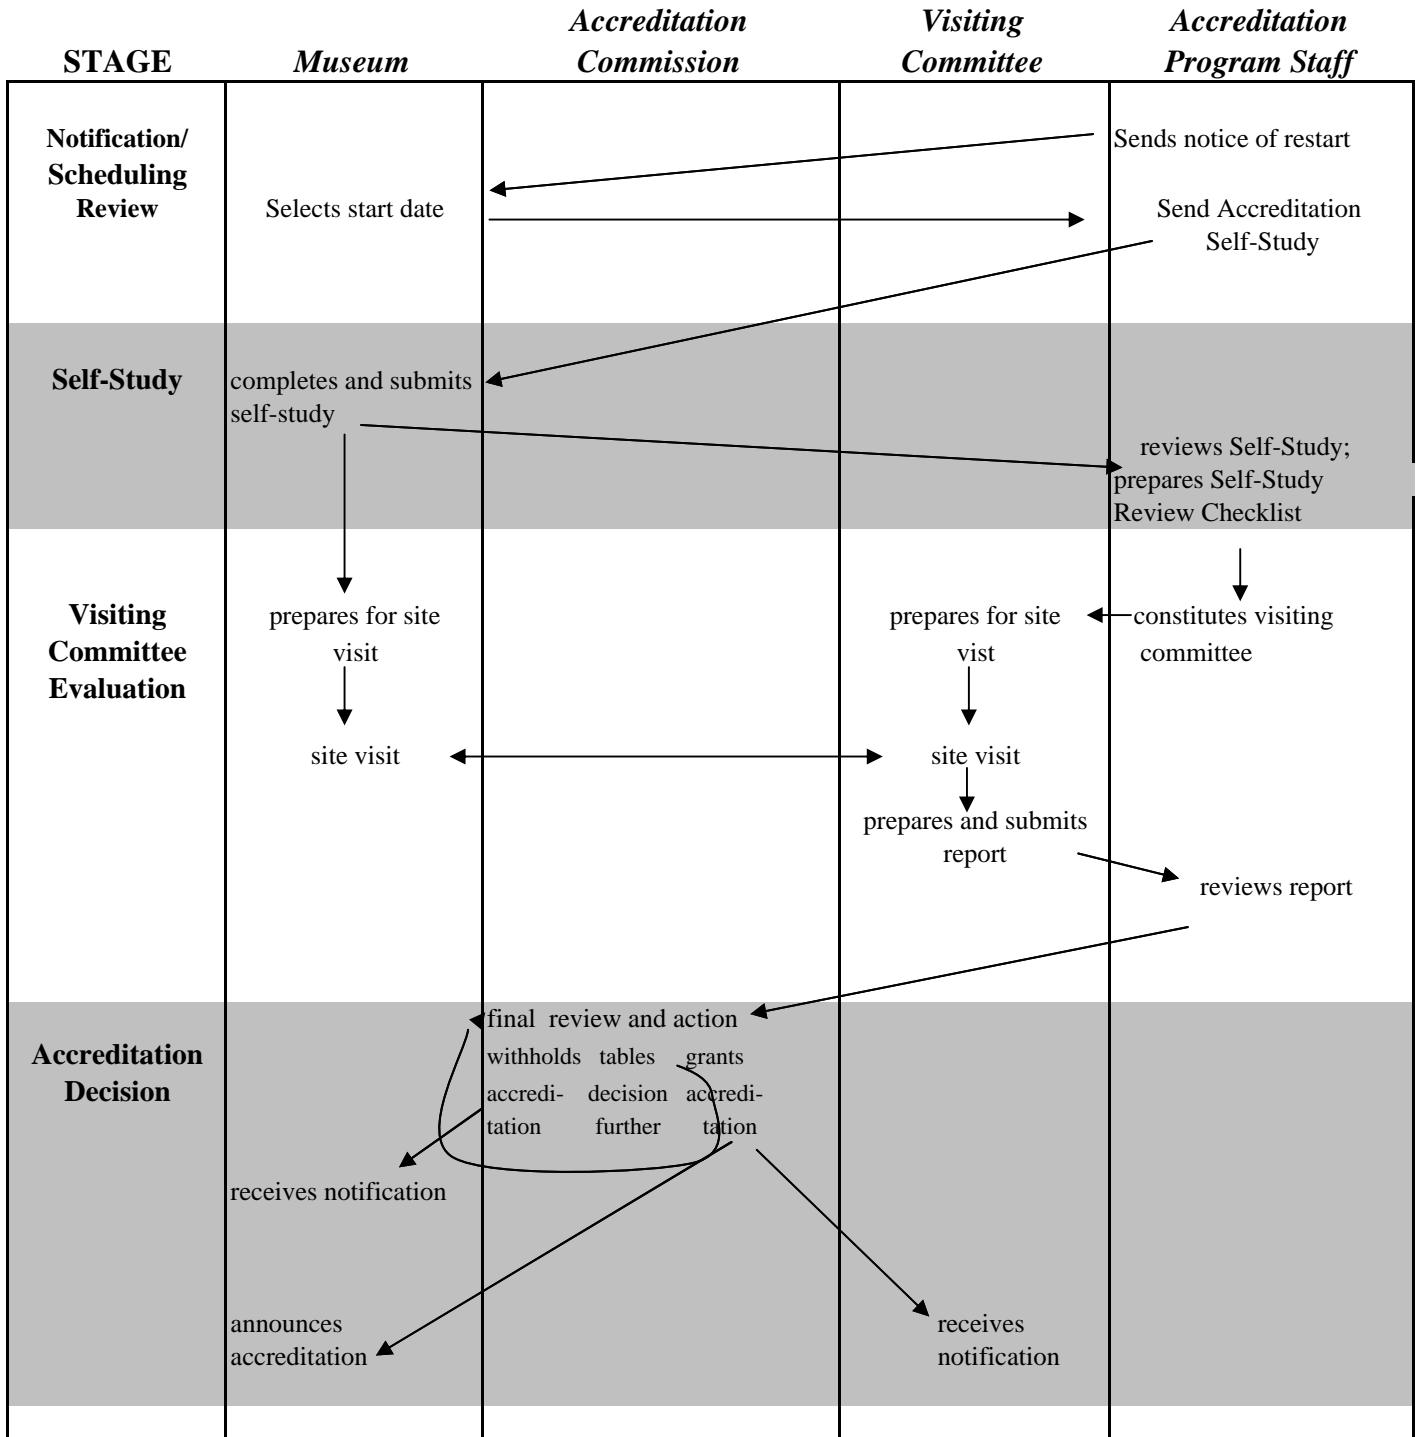 Accreditation Visiting Accreditation
STAGE Museum Commission Committee Program Staff
Notification/ Sends notice of restart
Scheduling
Review Selects start date Send Accreditation
Self-Study
Self-Study completes and submits
self-study
reviews Self-Study;
prepares Self-Study
Review Checklist
Visiting prepares for site prepares for site constitutes visiting
Committee visit vist committee
Evaluation
site visit site visit
prepares and submits
report
reviews report
final review and action
Accreditation withholds tables grants
Decision accredi- decision accredi-
tation further tation
receives notification
announces receives
accreditation notification